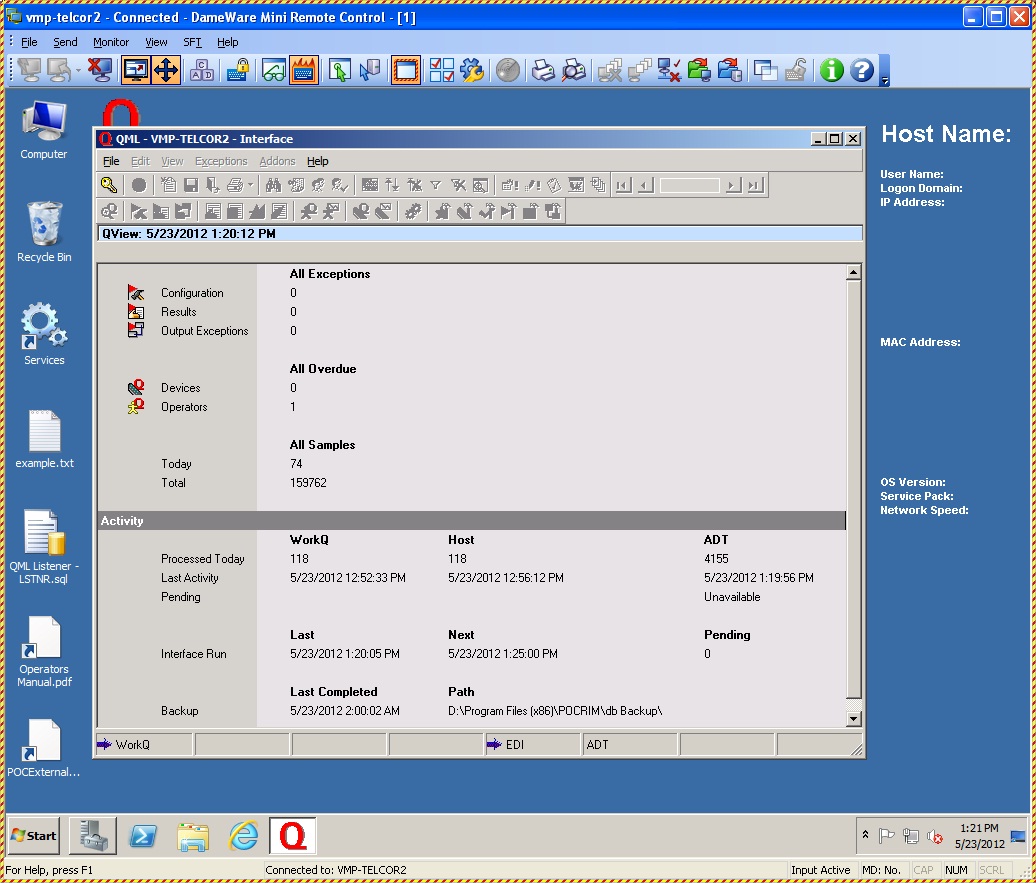 vmp-telcor2 - Connected - DameWare Mini Remote Control - [1]
File Send Monitor View SFT Help
Computer
Recycle Bin
Services
example.txt
QML Listener -
LSTNR.sql
Operators
Manual.pdf
POCExternal...
QML - VMP-TELCOR2 - Interface
File Edit View Exceptions Addons Help
QView: 5/23/2012 1:20:12 PM
All Exceptions
Configuration 0
Results 0
Output Exceptions 0
All Overdue
Devices 0
Operators 1
All Samples
Today 74
Total 159762
Activity
WorkQ Host ADT
Processed Today 118 118 4155
Last Activity 5/23/2012 12:52:33 PM 5/23/2012 12:56:12 PM 5/23/2012 1:19:56 PM
Pending Unavailable
Last Next Pending
Interface Run 5/23/2012 1:20:05 PM 5/23/2012 1:25:00 PM 0
Last Completed Path
Backup 5/23/2012 2:00:02 AM D:\Program Files (x86)\POCRIM\db Backup\
WorkQ EDI ADT
Host Name:
User Name:
Logon Domain:
IP Address:
MAC Address:
OS Version:
Service Pack:
Network Speed:
Start
1:21 PM
5/23/2012
For Help, press F1 Connected to: VMP-TELCOR2 Input Active MD: No. CAP NUM SCRL